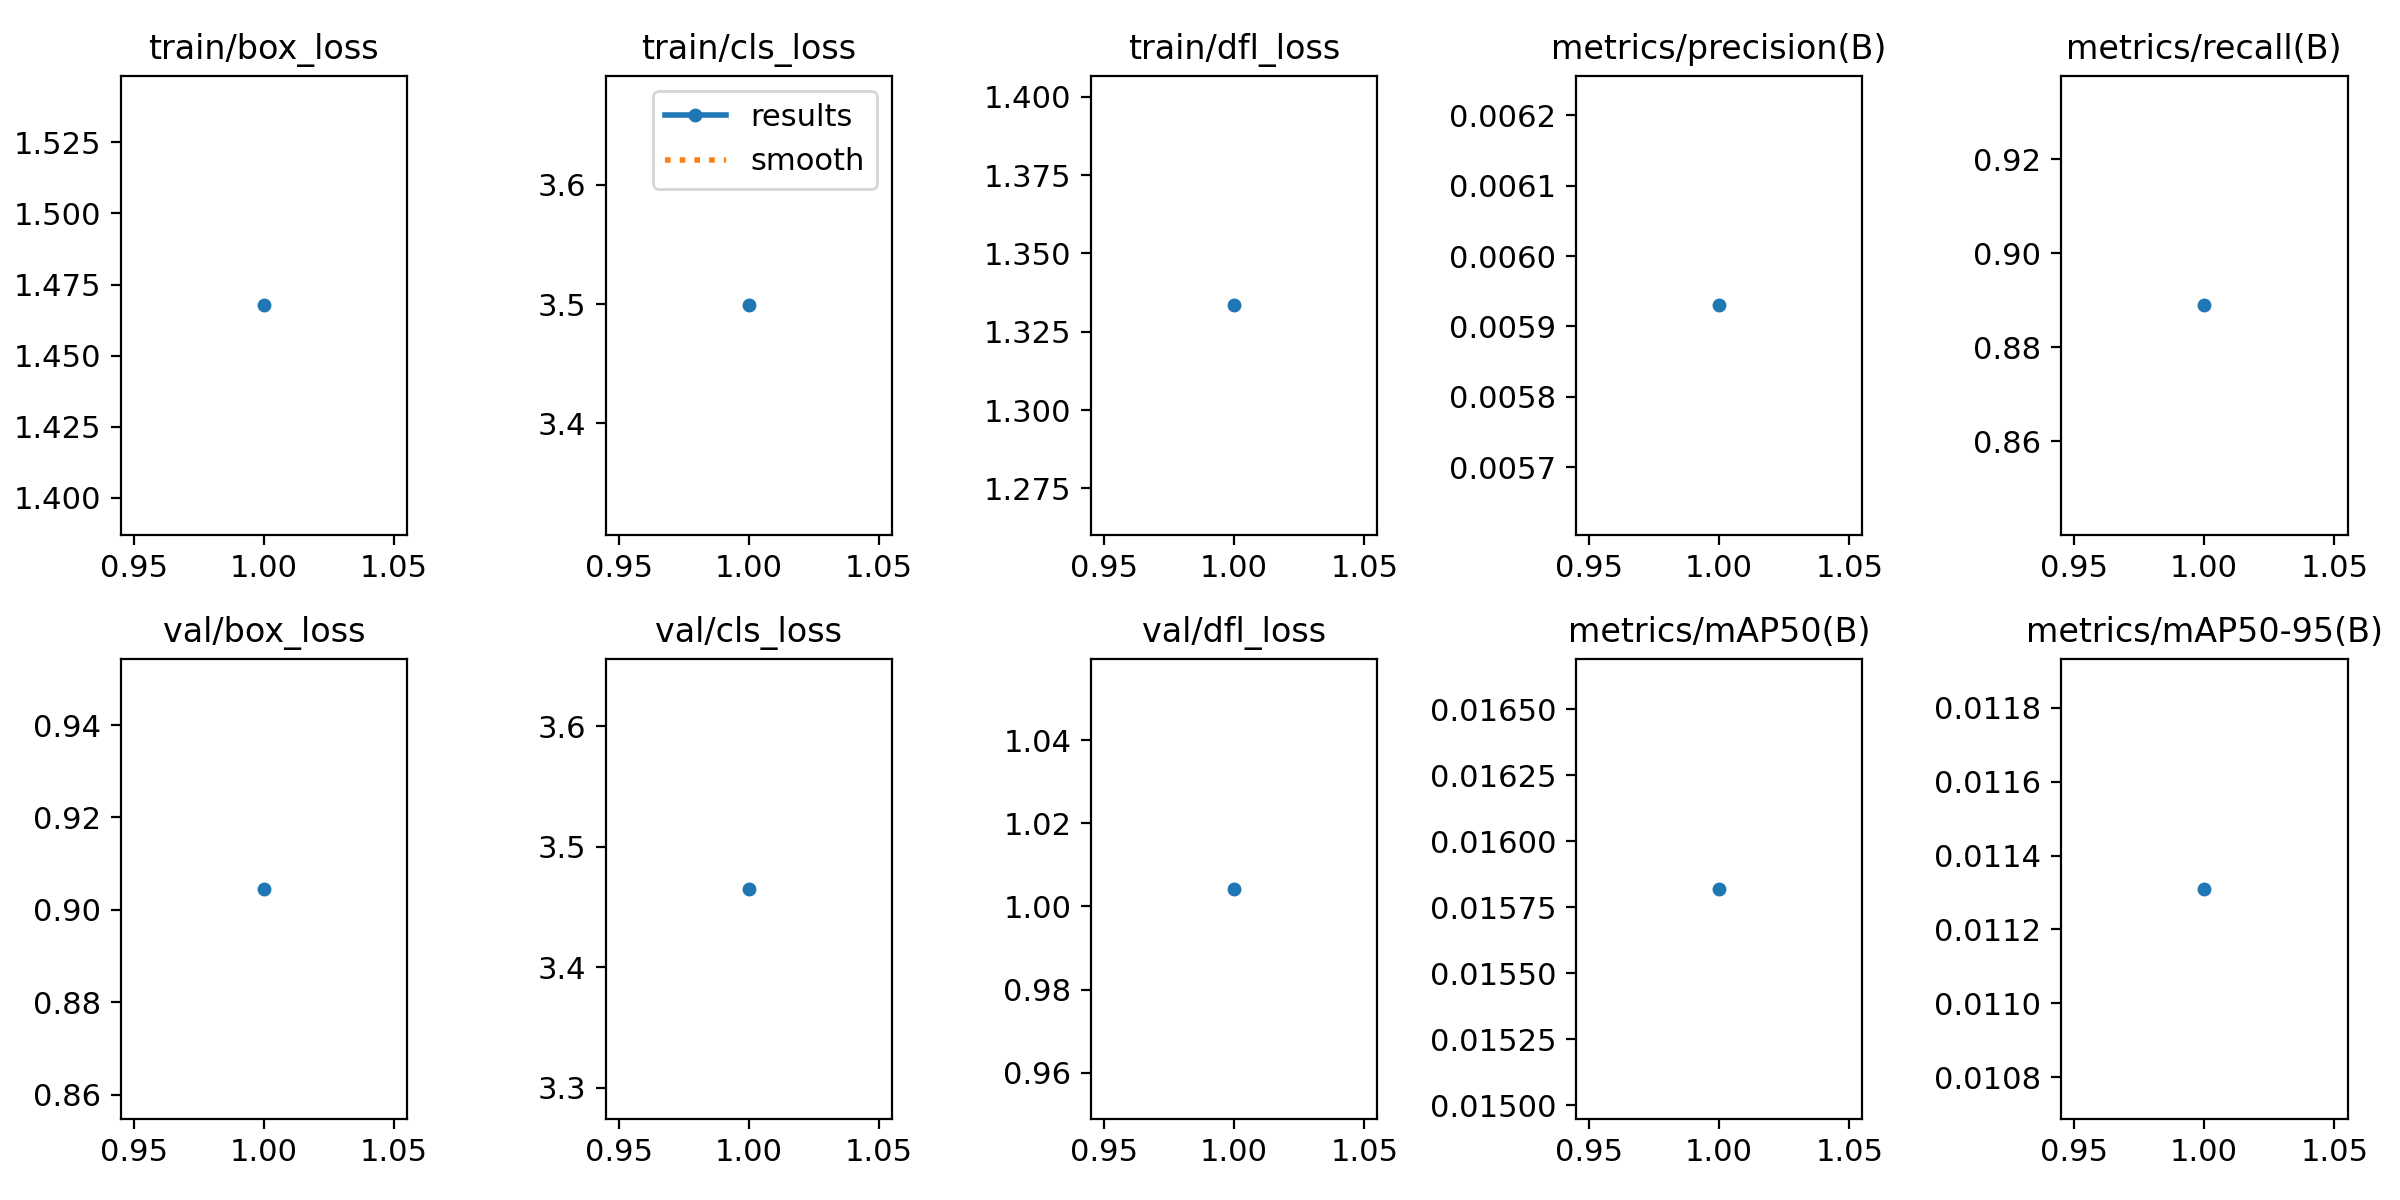 train/box_loss
1.525
1.500
1.475
1.450
1.425
1.400
0.95 1.00 1.05
train/cls_loss
results
smooth
3.6
3.5
3.4
0.95 1.00 1.05
train/dfl_loss
1.400
1.375
1.350
1.325
1.300
1.275
0.95 1.00 1.05
metrics/precision(B)
0.0062
0.0061
0.0060
0.0059
0.0058
0.0057
0.95 1.00 1.05
metrics/recall(B)
0.92
0.90
0.88
0.86
0.95 1.00 1.05
val/box_loss
0.94
0.92
0.90
0.88
0.86
0.95 1.00 1.05
val/cls_loss
3.6
3.5
3.4
3.3
0.95 1.00 1.05
val/dfl_loss
1.04
1.02
1.00
0.98
0.96
0.95 1.00 1.05
metrics/mAP50(B)
0.01650
0.01625
0.01600
0.01575
0.01550
0.01525
0.01500
0.95 1.00 1.05
metrics/mAP50-95(B)
0.0118
0.0116
0.0114
0.0112
0.0110
0.0108
0.95 1.00 1.05